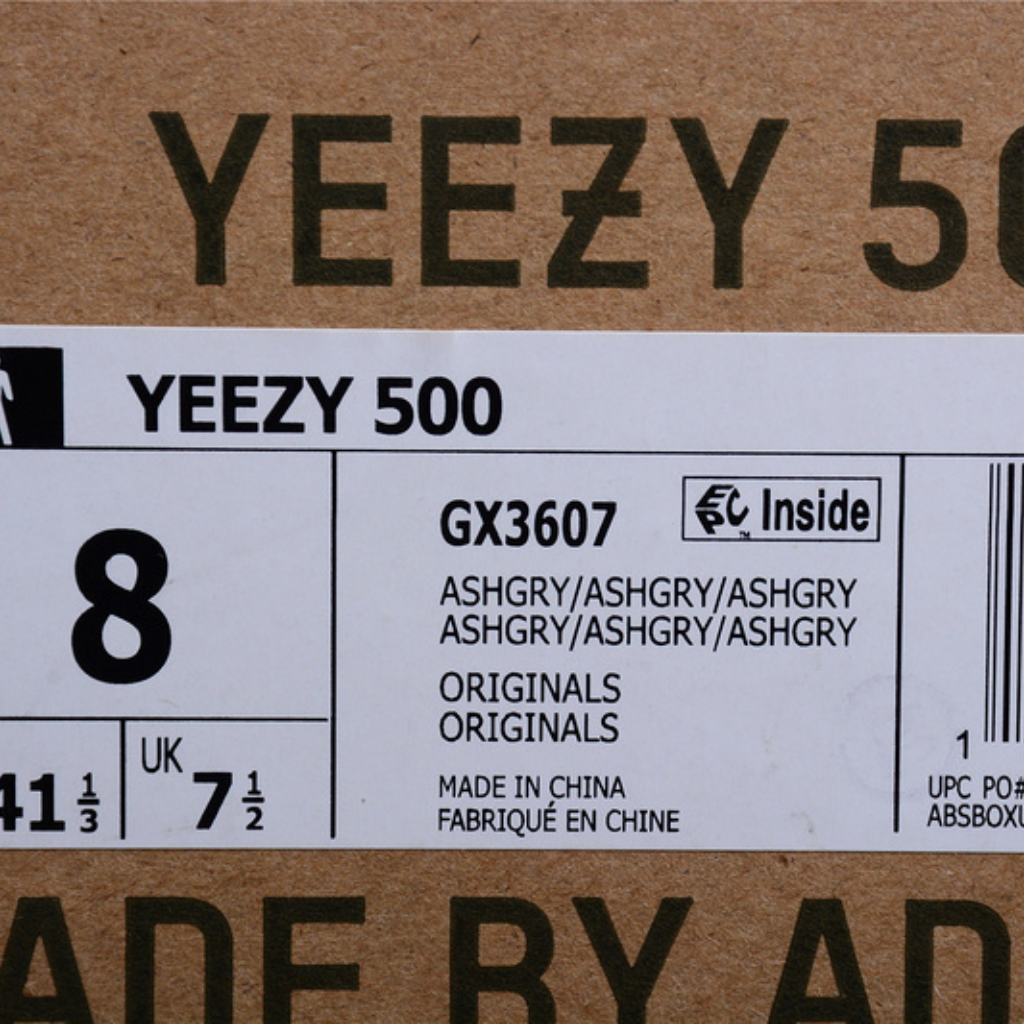 YEEZY 50
YEEZY 500
8
GX3607
EPC™ Inside
ASHGRY/ASHGRY/ASHGRY
ASHGRY/ASHGRY/ASHGRY
ORIGINALS
ORIGINALS
41 1/3
UK 7 1/2
MADE IN CHINA
FABRIQUÉ EN CHINE
1
UPC PO#
ABSBOXU
ADE BY AD